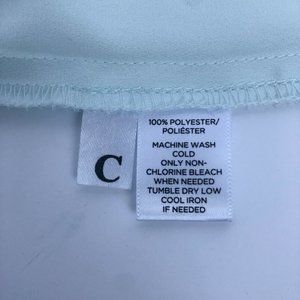 C
100% POLYESTER/
POLIÉSTER
MACHINE WASH
COLD
ONLY NON-
CHLORINE BLEACH
WHEN NEEDED
TUMBLE DRY LOW
COOL IRON
IF NEEDED